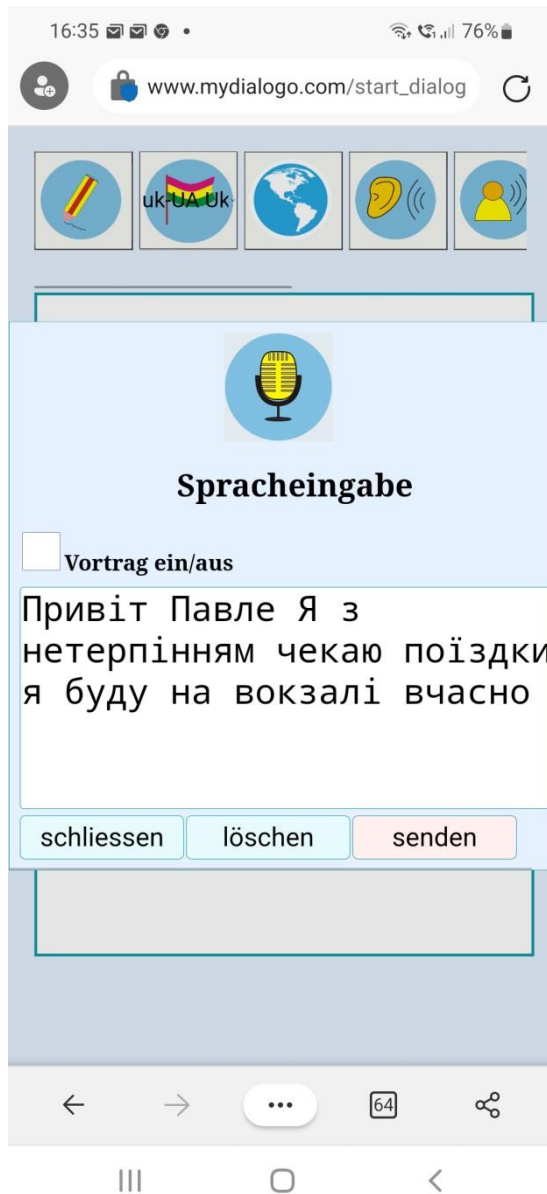 16:35 76%
www.mydialogo.com/start_dialog
uk-UA Uk
Spracheingabe
Vortrag ein/aus
Привіт Павле Я з
нетерпінням чекаю поїздки
я буду на вокзалі вчасно
schliessen löschen senden
64